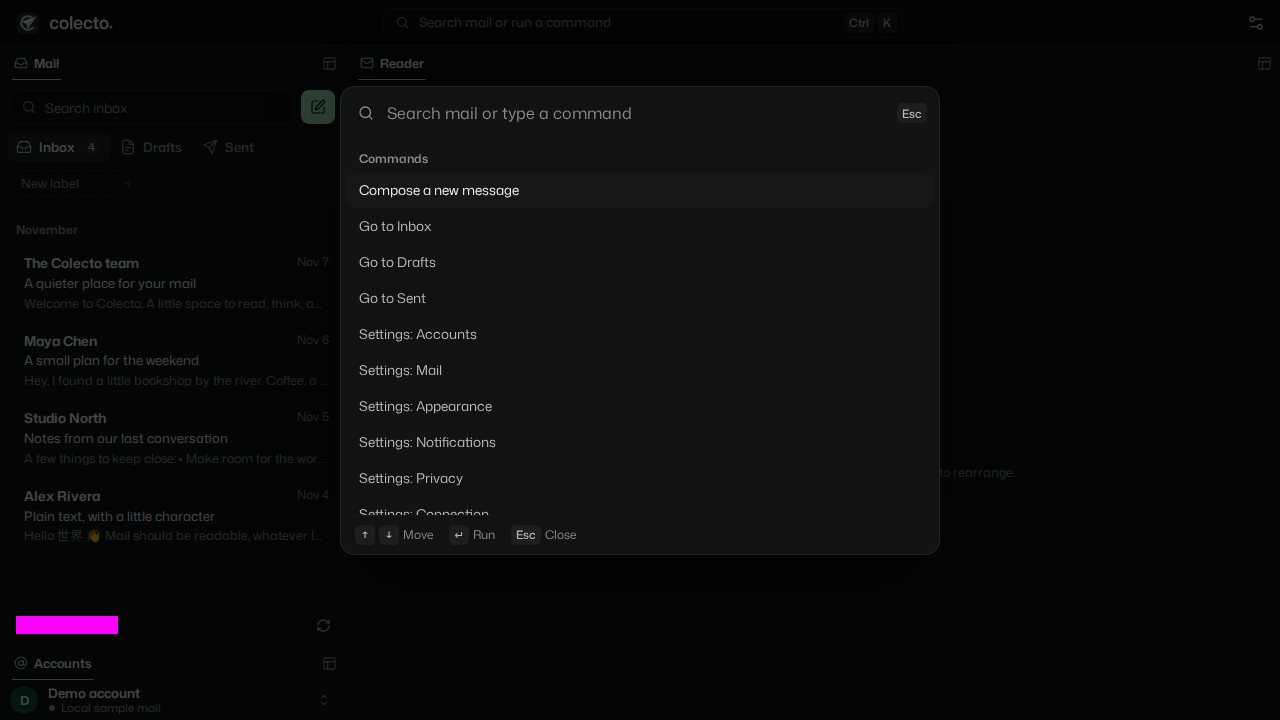 colecto.
Search mail or run a command
Ctrl K
Mail
Reader
Search inbox
Inbox 4
Drafts
Sent
New label
November
The Colecto team Nov 7
A quieter place for your mail
Welcome to Colecto. A little space to read, think, a...
Maya Chen Nov 6
A small plan for the weekend
Hey, I found a little bookshop by the river. Coffee, a ...
Studio North Nov 5
Notes from our last conversation
A few things to keep close: • Make room for the wor...
Alex Rivera Nov 4
Plain text, with a little character
Hello 世界 👋 Mail should be readable, whatever I...
Accounts
D
Demo account
Local sample mail
Search mail or type a command
Esc
Commands
Compose a new message
Go to Inbox
Go to Drafts
Go to Sent
Settings: Accounts
Settings: Mail
Settings: Appearance
Settings: Notifications
Settings: Privacy
Settings: Connection
↑ ↓ Move ↵ Run Esc Close
to rearrange.